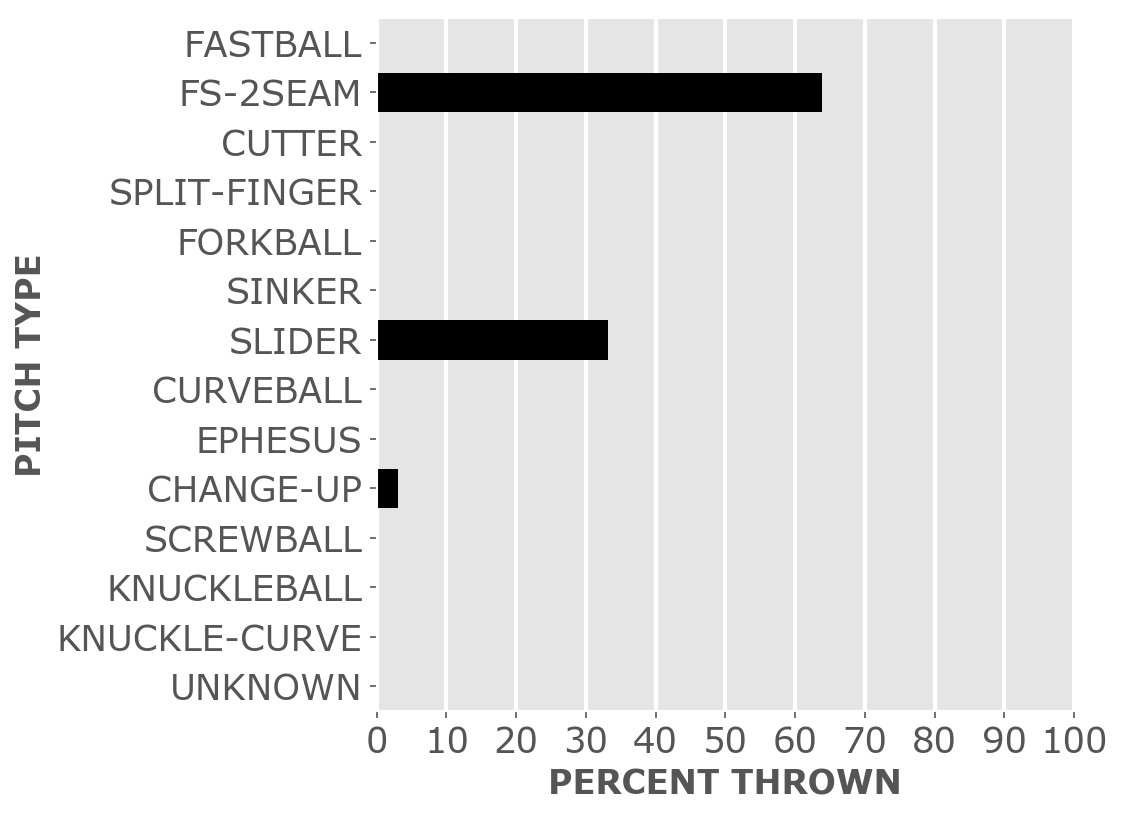 FASTBALL
FS-2SEAM
CUTTER
SPLIT-FINGER
FORKBALL
SINKER
SLIDER
CURVEBALL
EPHESUS
CHANGE-UP
SCREWBALL
KNUCKLEBALL
KNUCKLE-CURVE
UNKNOWN
PITCH TYPE
0 10 20 30 40 50 60 70 80 90 100
PERCENT THROWN